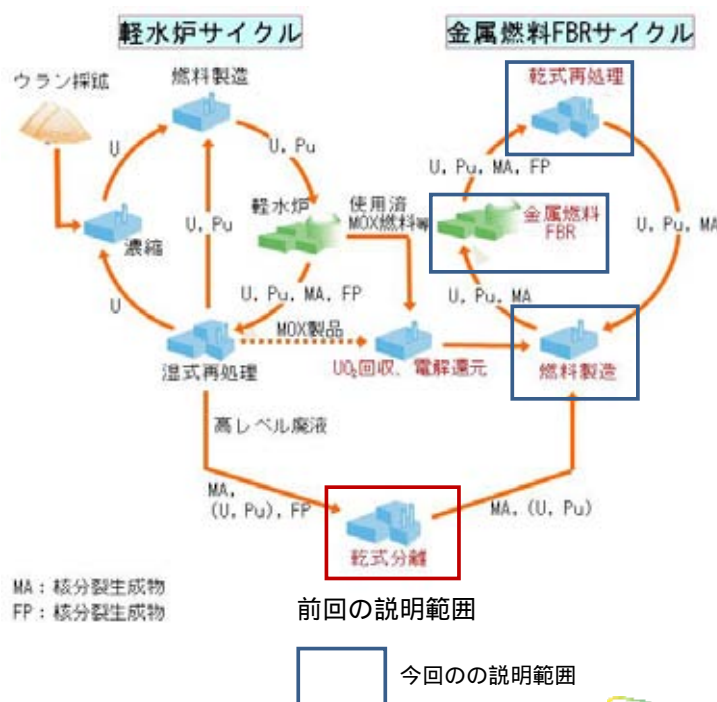 軽水炉サイクル
金属燃料FBRサイクル
ウラン採鉱
燃料製造
乾式再処理
U
U, Pu
U, Pu, MA, FP
軽水炉
使用済
MOX燃料等
金属燃料
FBR
U, Pu, MA
濃縮
U, Pu
U
U, Pu, MA, FP
U, Pu, MA
MOX製品
湿式再処理
UO₂回収、電解還元
燃料製造
高レベル廃液
MA,
(U, Pu), FP
MA, (U, Pu)
乾式分離
MA：核分裂生成物
FP：核分裂生成物
前回の説明範囲
今回のの説明範囲